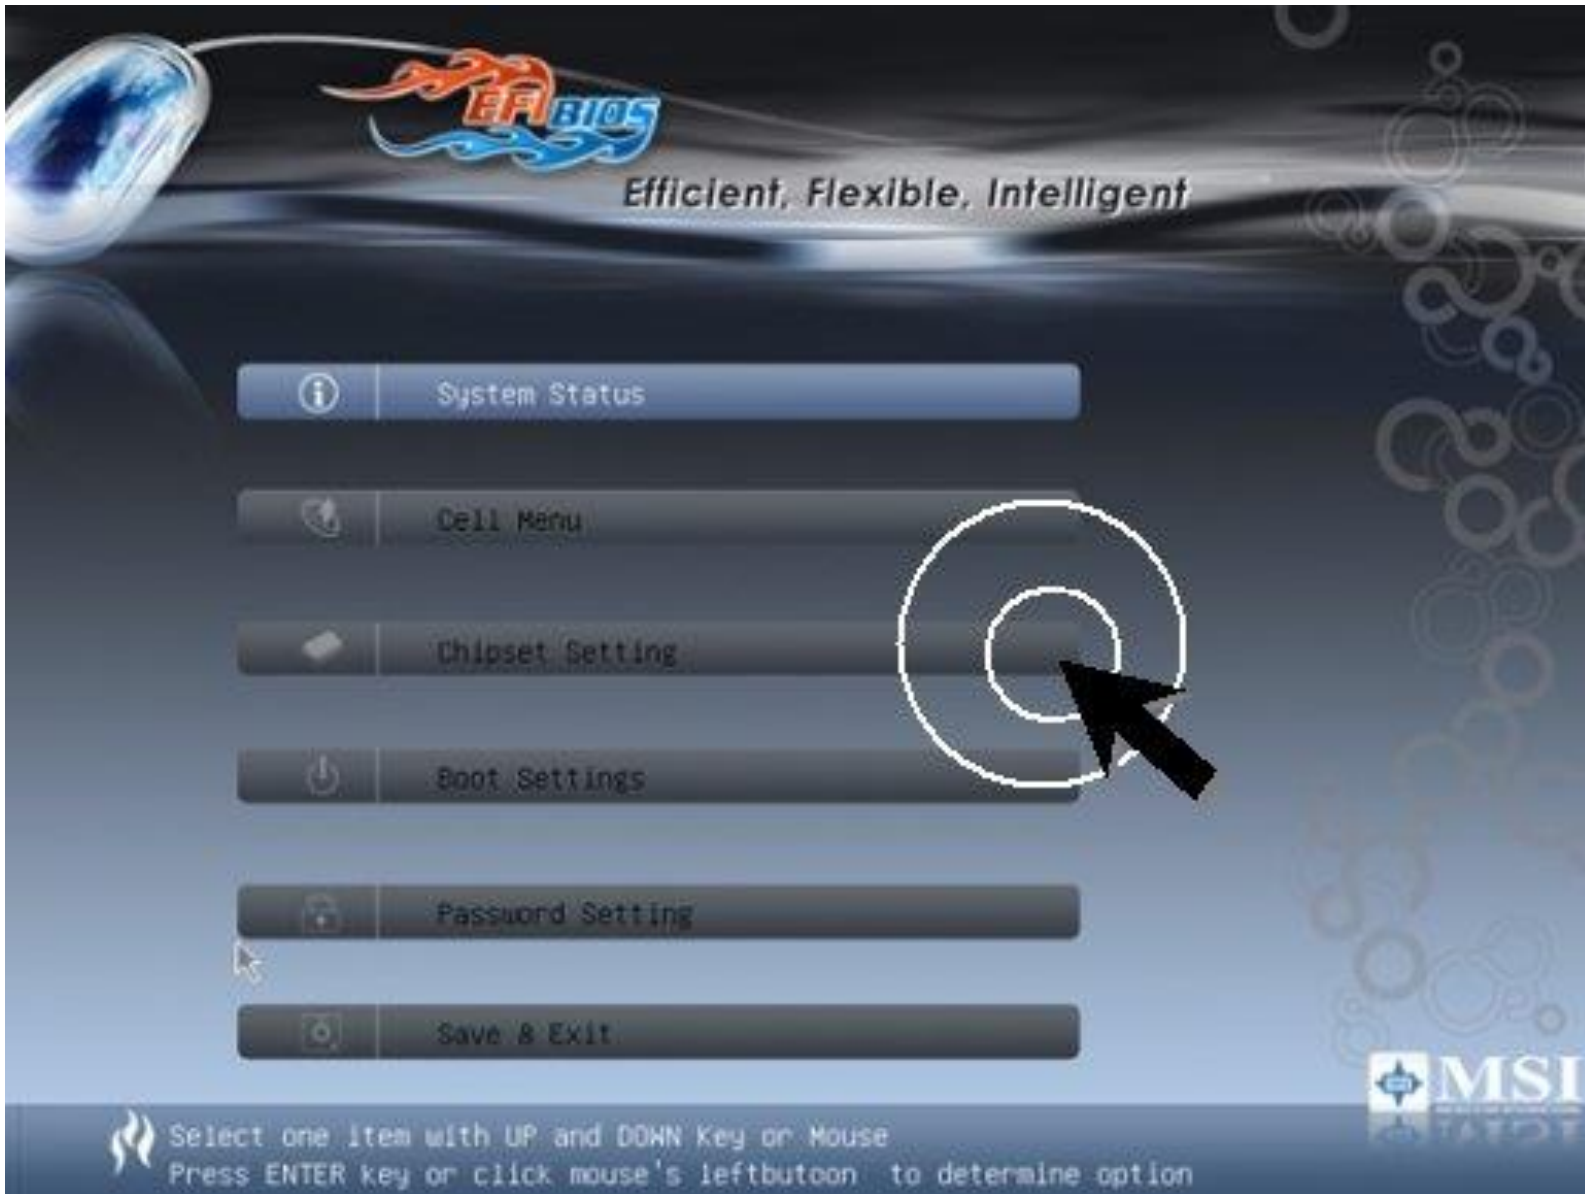 EFI BIOS
Efficient, Flexible, Intelligent
System Status
Cell Menu
Chipset Setting
Boot Settings
Password Setting
Save & Exit
MSI
Select one item with UP and DOWN Key or Mouse
Press ENTER key or click mouse's leftbutoon to determine option